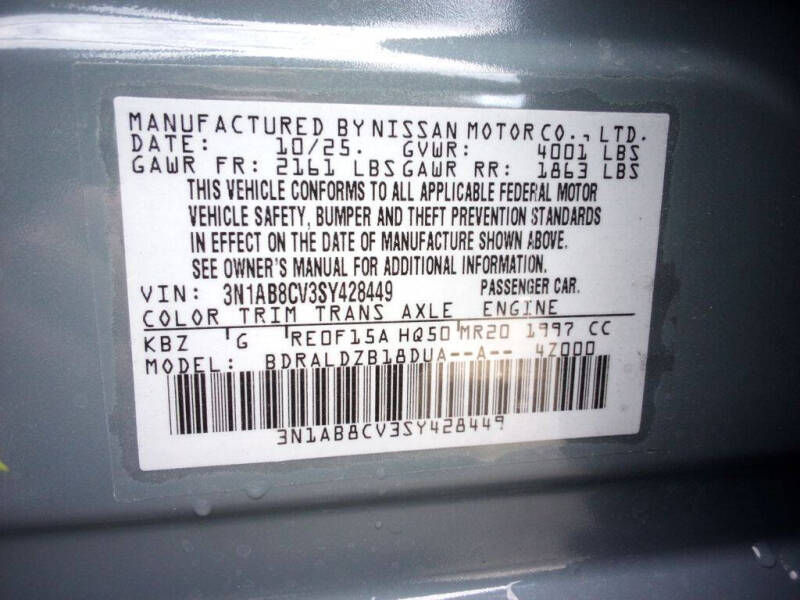 MANUFACTURED BY NISSAN MOTOR CO., LTD.
DATE: 10/25. GVWR: 4001 LBS
GAWR FR: 2161 LBS GAWR RR: 1863 LBS
THIS VEHICLE CONFORMS TO ALL APPLICABLE FEDERAL MOTOR
VEHICLE SAFETY, BUMPER AND THEFT PREVENTION STANDARDS
IN EFFECT ON THE DATE OF MANUFACTURE SHOWN ABOVE.
SEE OWNER'S MANUAL FOR ADDITIONAL INFORMATION.
VIN: 3N1AB8CV3SY428449 PASSENGER CAR.
COLOR TRIM TRANS AXLE ENGINE
KBZ G RE0F15A HQ50 MR20 1997 CC
MODEL: BDRALDZB18DUA--A-- 4Z000
3N1AB8CV3SY428449